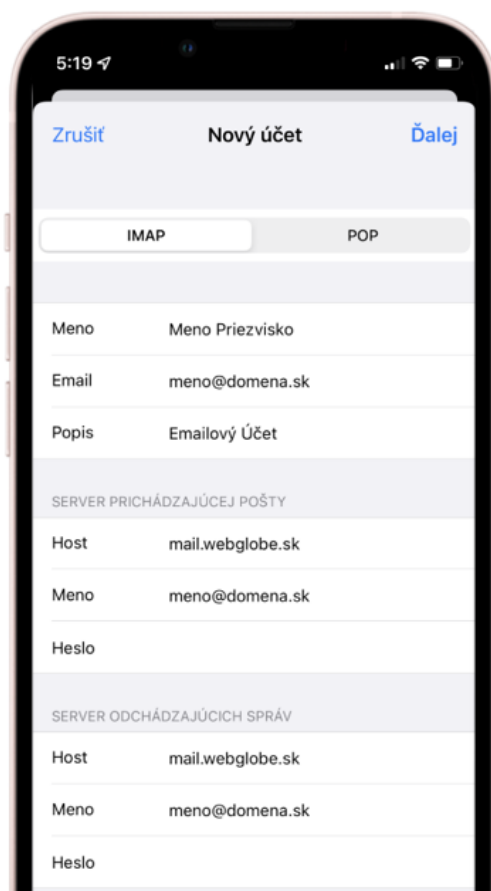 5:19
Zrušiť Nový účet Ďalej
IMAP POP
Meno Meno Priezvisko
Email meno@domena.sk
Popis Emailový Účet
SERVER PRICHÁDZAJÚCEJ POŠTY
Host mail.webglobe.sk
Meno meno@domena.sk
Heslo
SERVER ODCHÁDZAJÚCICH SPRÁV
Host mail.webglobe.sk
Meno meno@domena.sk
Heslo